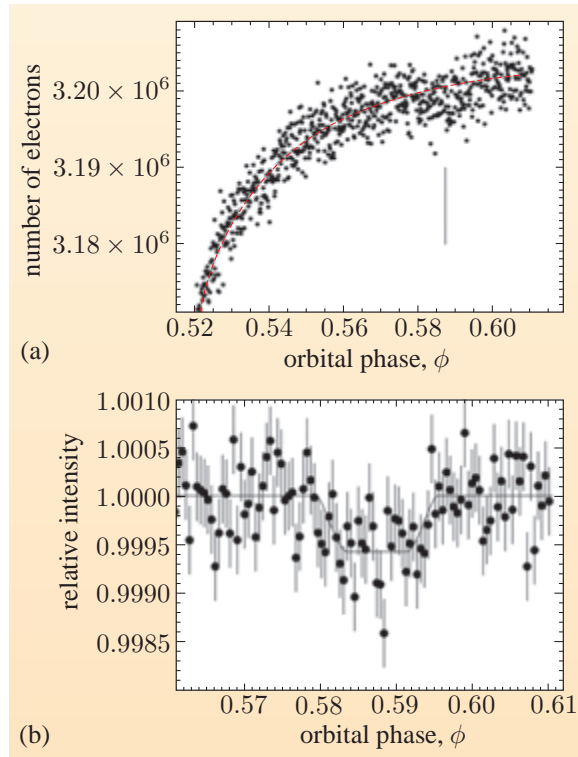 number of electrons
3.20 × 10⁶
3.19 × 10⁶
3.18 × 10⁶
0.52 0.54 0.56 0.58 0.60
(a)
orbital phase, ϕ
relative intensity
1.0010
1.0005
1.0000
0.9995
0.9990
0.9985
0.57 0.58 0.59 0.60 0.61
(b)
orbital phase, ϕ